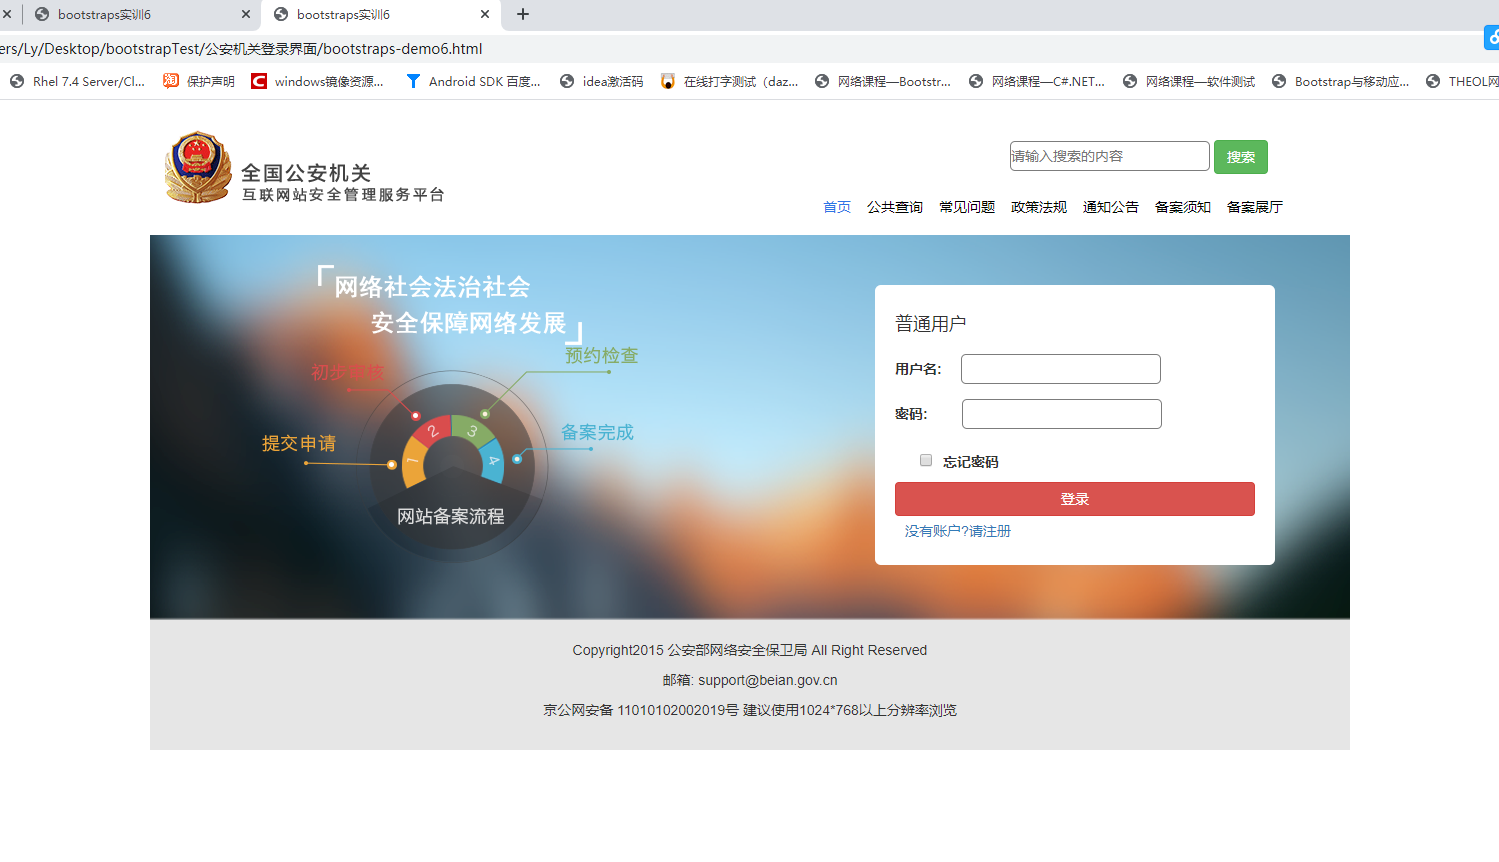 bootstraps实训6
bootstraps实训6
ers/Ly/Desktop/bootstrapTest/公安机关登录界面/bootstraps-demo6.html
Rhel 7.4 Server/Cl...
淘
保护声明
C
windows镜像资源...
Android SDK 百度...
idea激活码
在线打字测试（daz...
网络课程—Bootstr...
网络课程—C#.NET...
网络课程—软件测试
Bootstrap与移动应...
THEOL网
全国公安机关
互联网站安全管理服务平台
请输入搜索的内容
搜索
首页 公共查询 常见问题 政策法规 通知公告 备案须知 备案展厅
「网络社会法治社会
安全保障网络发展」
预约检查
初步审核
备案完成
提交申请
1
2
3
4
网站备案流程
普通用户
用户名:
密码:
忘记密码
登录
没有账户?请注册
Copyright2015 公安部网络安全保卫局 All Right Reserved
邮箱: support@beian.gov.cn
京公网安备 11010102002019号 建议使用1024*768以上分辨率浏览